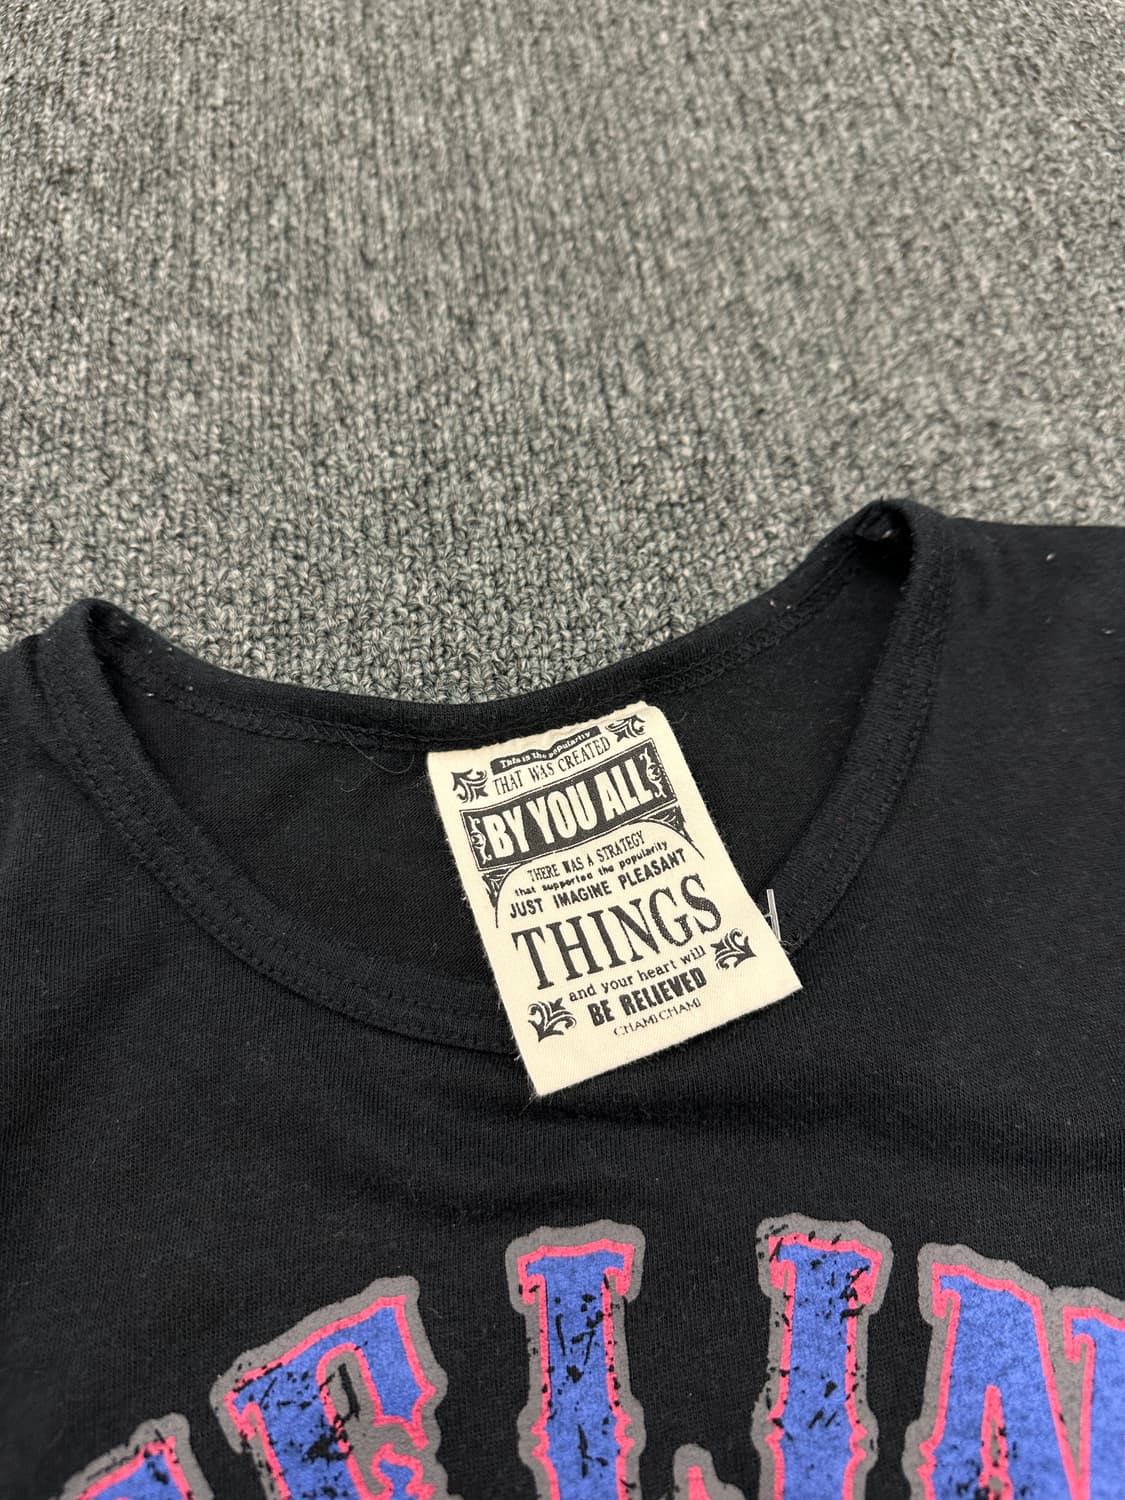 This is the popularity
THAT WAS CREATED
BY YOU ALL
THERE WAS A STRATEGY
that supported the popularity
JUST IMAGINE PLEASANT
THINGS
and your heart will
BE RELIEVED
CHAMI CHAMI